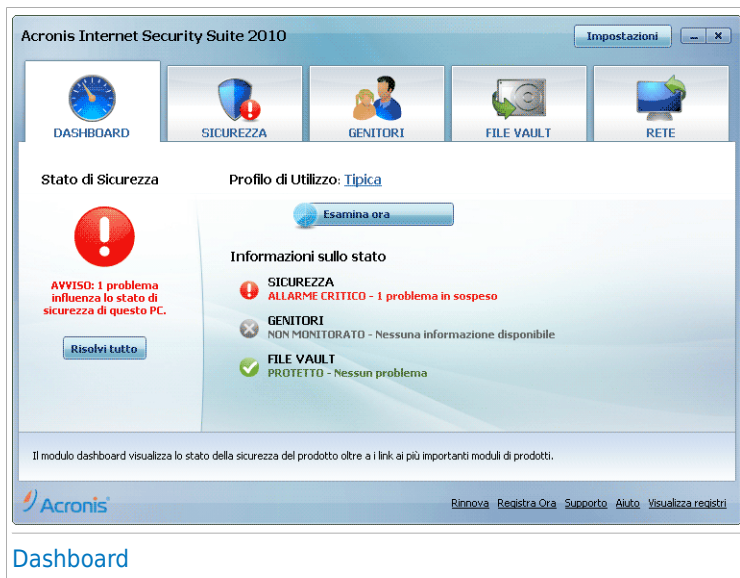 Acronis Internet Security Suite 2010
Impostazioni
DASHBOARD
SICUREZZA
GENITORI
FILE VAULT
RETE
Stato di Sicurezza
AVVISO: 1 problema
influenza lo stato di
sicurezza di questo PC.
Risolvi tutto
Profilo di Utilizzo: Tipica
Esamina ora
Informazioni sullo stato
SICUREZZA
ALLARME CRITICO - 1 problema in sospeso
GENITORI
NON MONITORATO - Nessuna informazione disponibile
FILE VAULT
PROTETTO - Nessun problema
Il modulo dashboard visualizza lo stato della sicurezza del prodotto oltre a i link ai più importanti moduli di prodotti.
Acronis
Rinnova Registra Ora Supporto Aiuto Visualizza registri
Dashboard